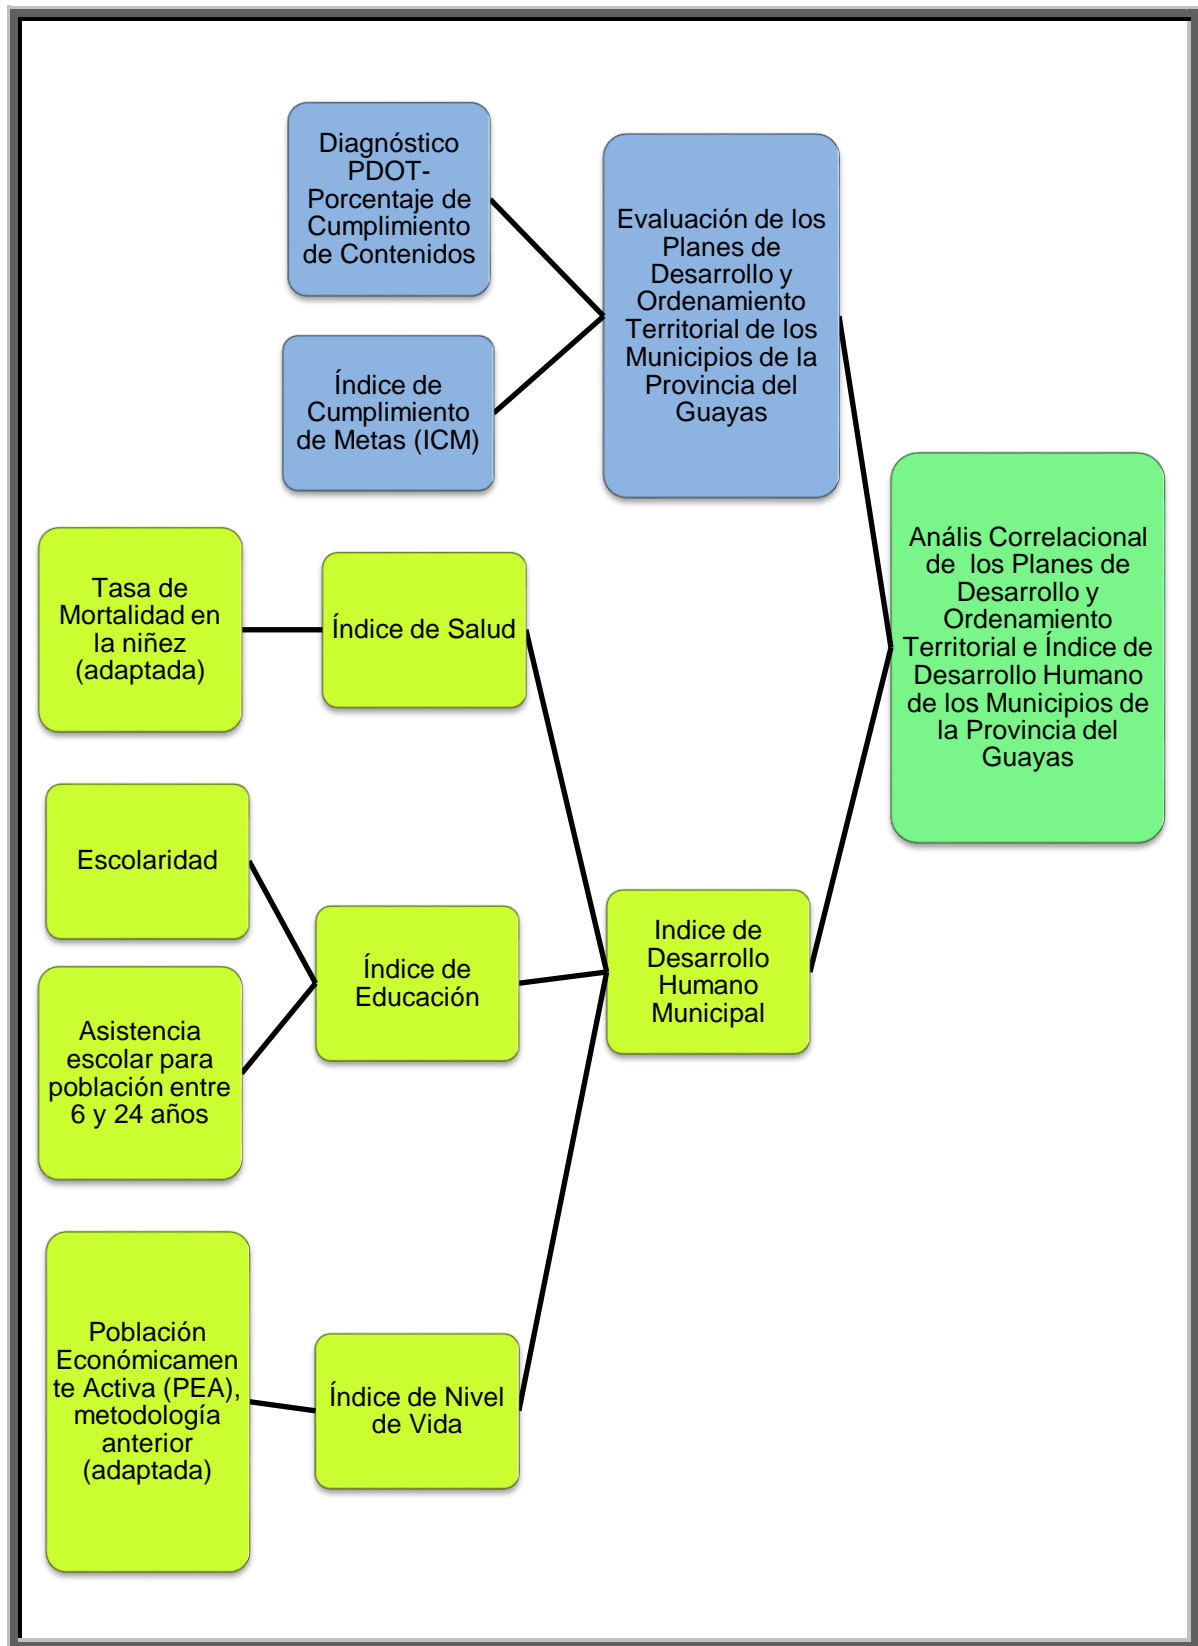 Diagnóstico
PDOT-
Porcentaje de
Cumplimiento
de Contenidos
Evaluación de los
Planes de
Desarrollo y
Ordenamiento
Territorial de los
Municipios de la
Provincia del
Guayas
Índice de
Cumplimiento
de Metas (ICM)
Anális Correlacional
de  los Planes de
Desarrollo y
Ordenamiento
Territorial e Índice de
Desarrollo Humano
de los Municipios de
la Provincia del
Guayas
Tasa de
Mortalidad en
la niñez
(adaptada)
Índice de Salud
Escolaridad
Índice de
Educación
Indice de
Desarrollo
Humano
Municipal
Asistencia
escolar para
población entre
6 y 24 años
Población
Económicamen
te Activa (PEA),
metodología
anterior
(adaptada)
Índice de Nivel
de Vida